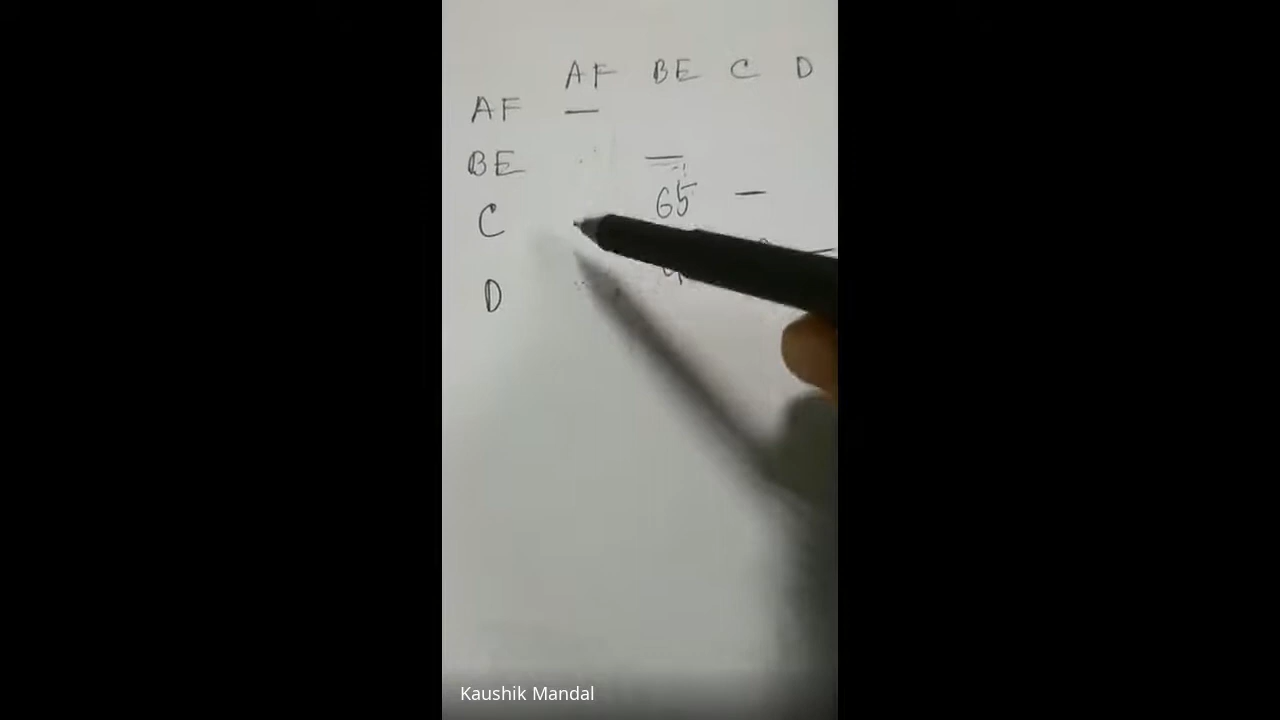 AF BE C D
AF —
BE —
C 65 —
D
Kaushik Mandal